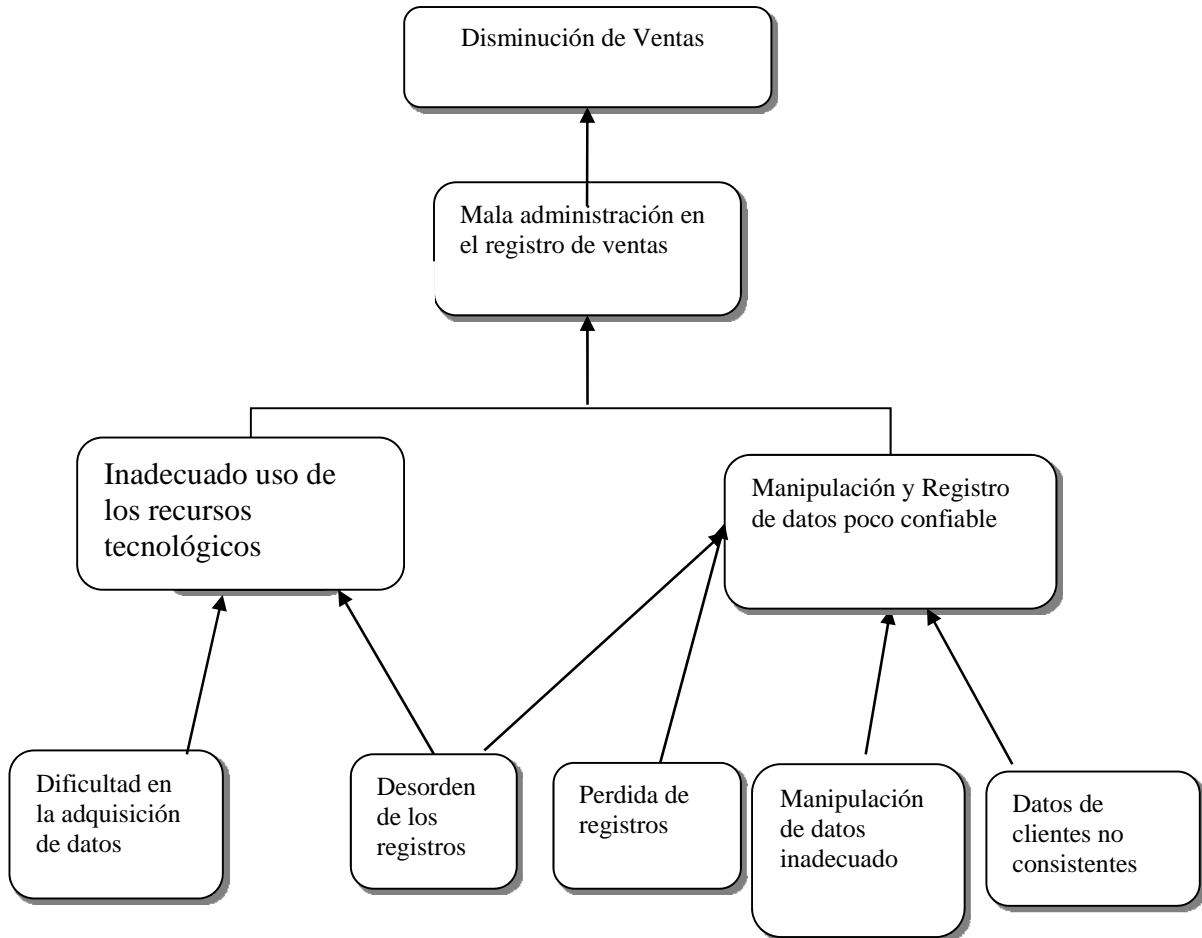 Disminución de Ventas
Mala administración en
el registro de ventas
Inadecuado uso de
los recursos
tecnológicos
Manipulación y Registro
de datos poco confiable
Dificultad en
la adquisición
de datos
Desorden
de los
registros
Perdida de
registros
Manipulación
de datos
inadecuado
Datos de
clientes no
consistentes